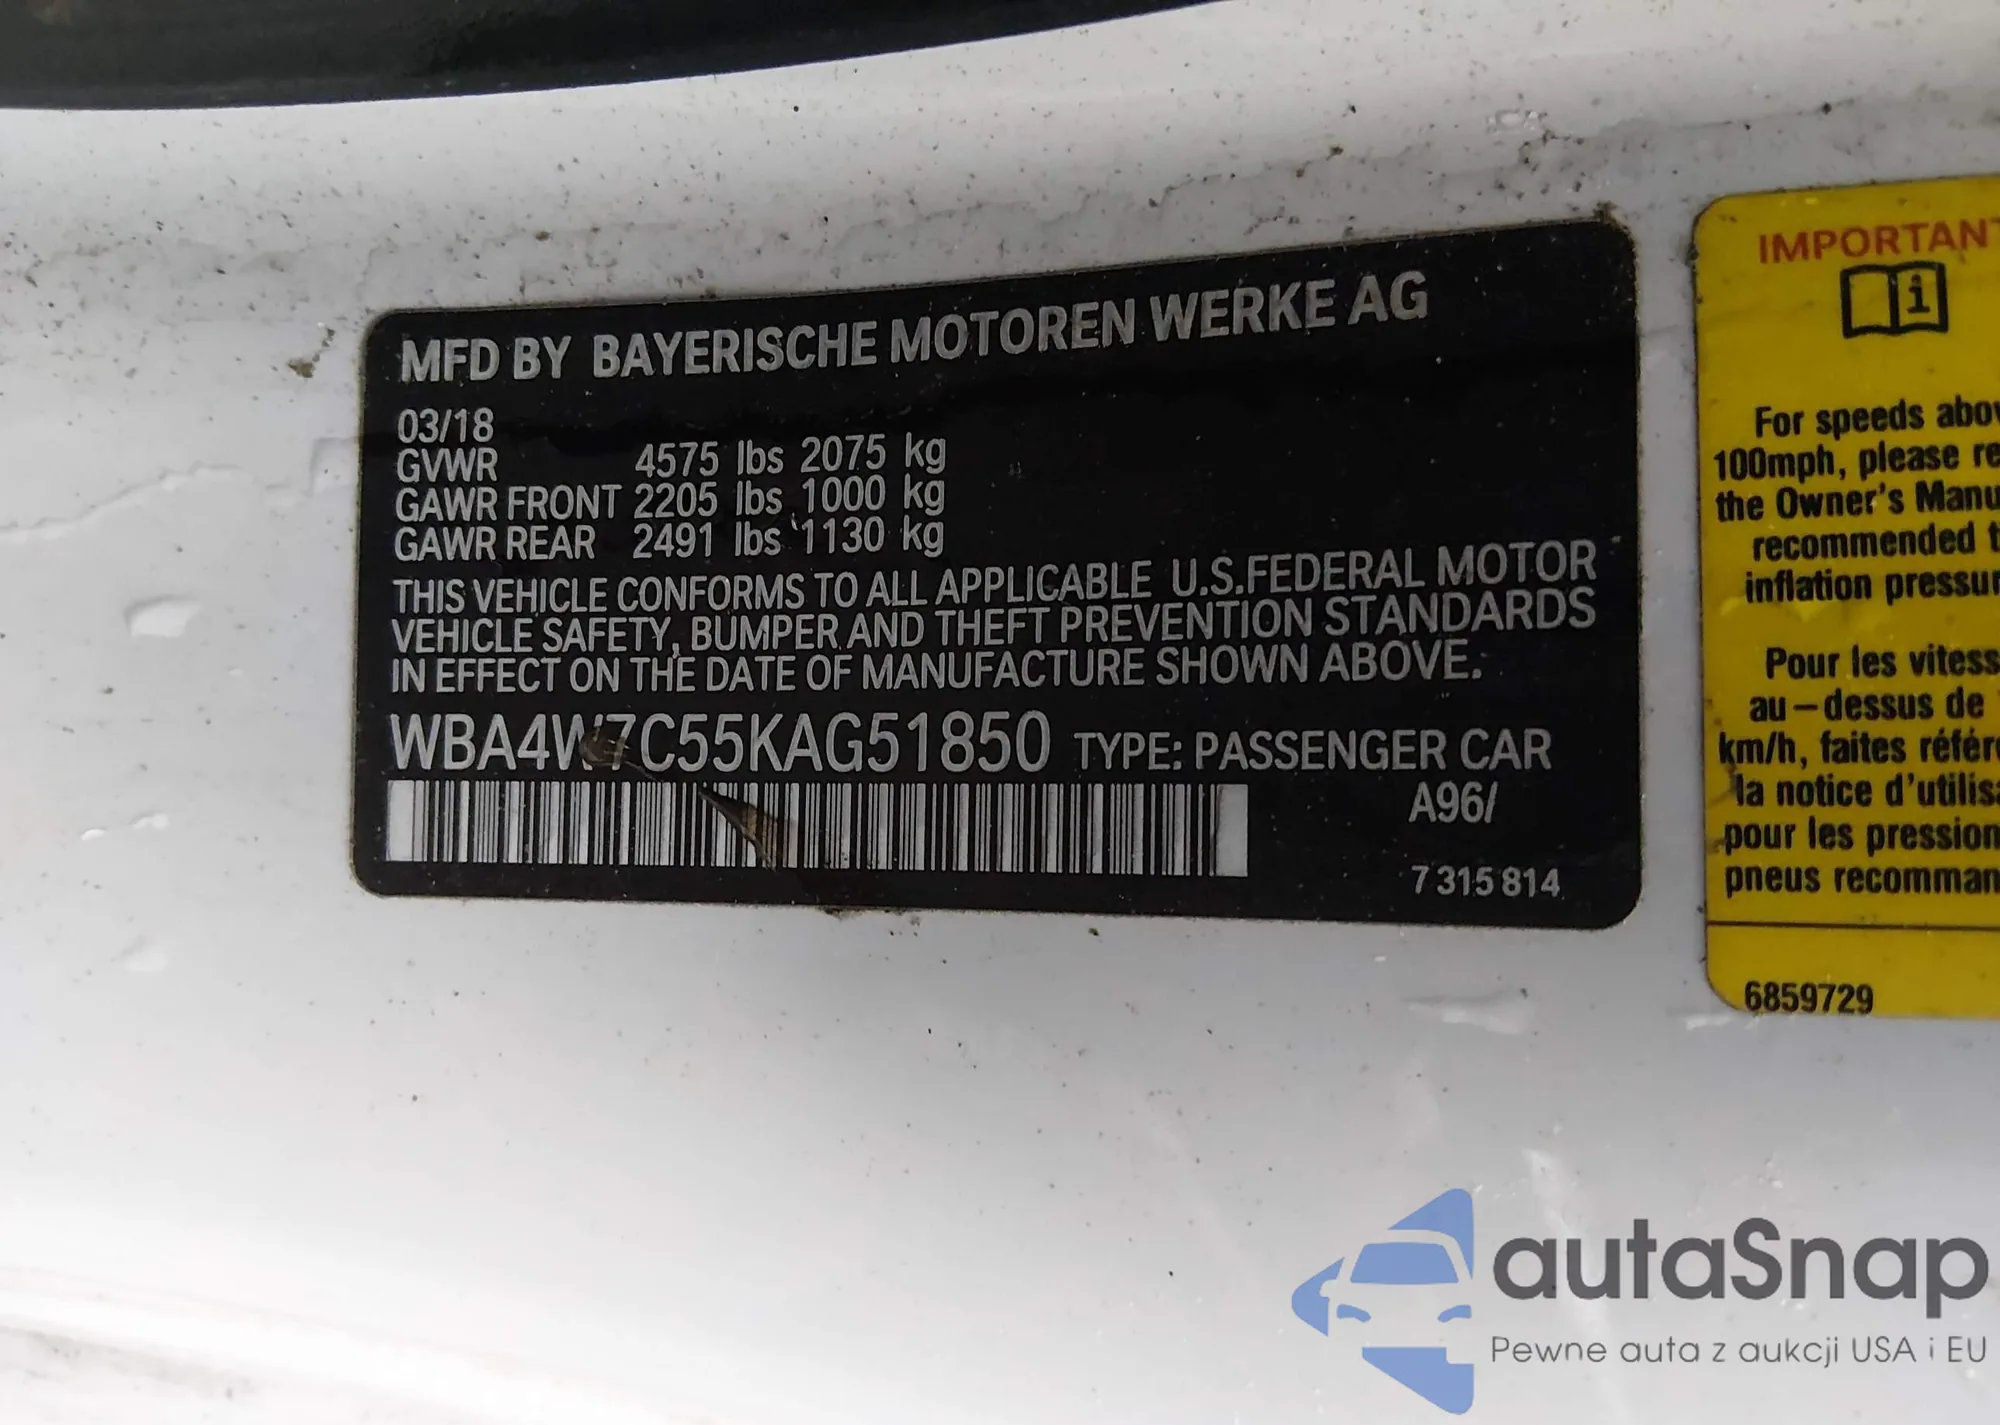 MFD BY BAYERISCHE MOTOREN WERKE AG
03/18
GVWR 4575 lbs 2075 kg
GAWR FRONT 2205 lbs 1000 kg
GAWR REAR 2491 lbs 1130 kg
THIS VEHICLE CONFORMS TO ALL APPLICABLE U.S.FEDERAL MOTOR
VEHICLE SAFETY, BUMPER AND THEFT PREVENTION STANDARDS
IN EFFECT ON THE DATE OF MANUFACTURE SHOWN ABOVE.
WBA4W7C55KAG51850 TYPE: PASSENGER CAR
A96/
7 315 814
IMPORTANT
i
For speeds abov
100mph, please re
the Owner's Manu
recommended t
inflation pressur
Pour les vitess
au-dessus de
km/h, faites référ
la notice d'utilisa
pour les pression
pneus recomman
6859729
autaSnap
Pewne auta z aukcji USA i EU